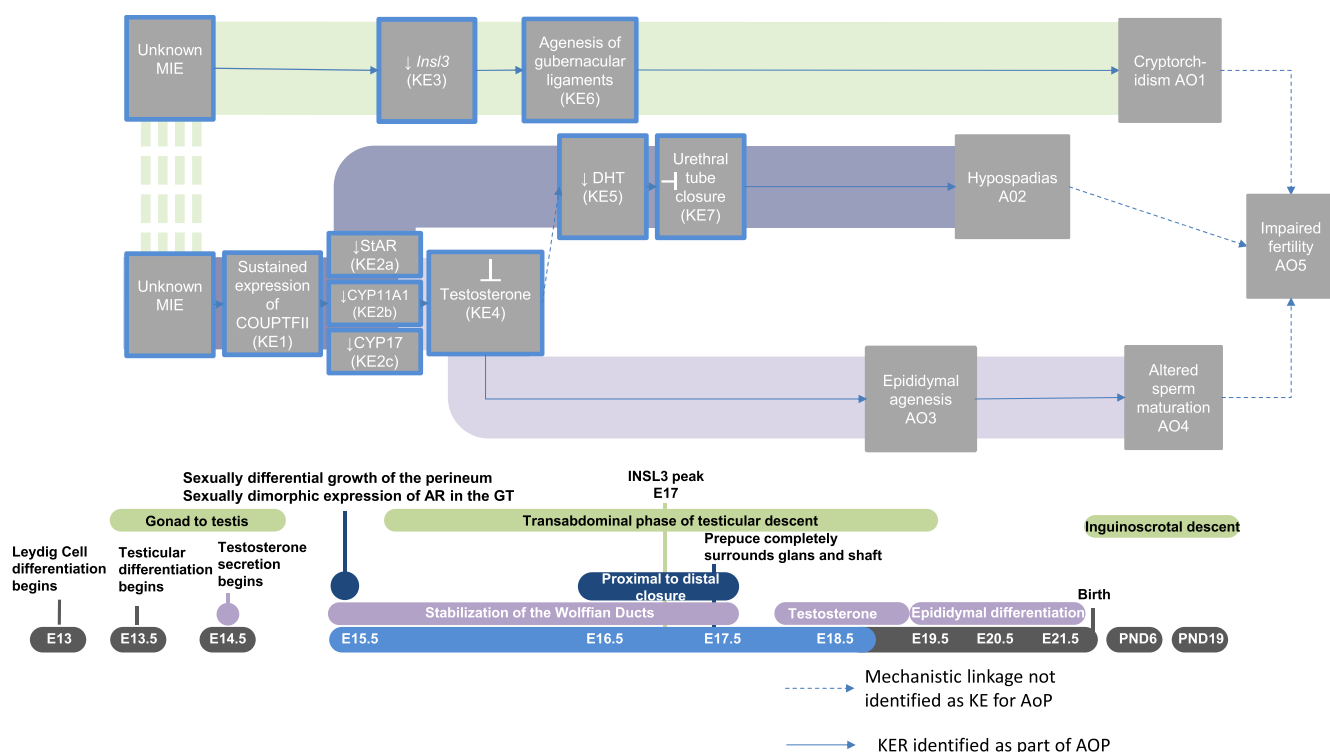 Unknown
MIE
↓ Insl3
(KE3)
Agenesis of
gubernacular
ligaments
(KE6)
Cryptorch-
idism AO1
↓ DHT
(KE5)
Urethral
tube
closure
(KE7)
Hypospadias
A02
Impaired
fertility
AO5
Unknown
MIE
Sustained
expression
of
COUPTFII
(KE1)
↓StAR
(KE2a)
↓CYP11A1
(KE2b)
↓CYP17
(KE2c)
Testosterone
(KE4)
Epididymal
agenesis
AO3
Altered
sperm
maturation
AO4
Sexually differential growth of the perineum
Sexually dimorphic expression of AR in the GT
INSL3 peak
E17
Gonad to testis
Transabdominal phase of testicular descent
Inguinoscrotal descent
Leydig Cell
differentiation
begins
Testicular
differentiation
begins
Testosterone
secretion
begins
Prepuce completely
surrounds glans and shaft
Proximal to distal
closure
Birth
Stabilization of the Wolffian Ducts
Testosterone
Epididymal differentiation
E13
E13.5
E14.5
E15.5
E16.5
E17.5
E18.5
E19.5
E20.5
E21.5
PND6
PND19
Mechanistic linkage not
identified as KE for AoP
KER identified as part of AOP